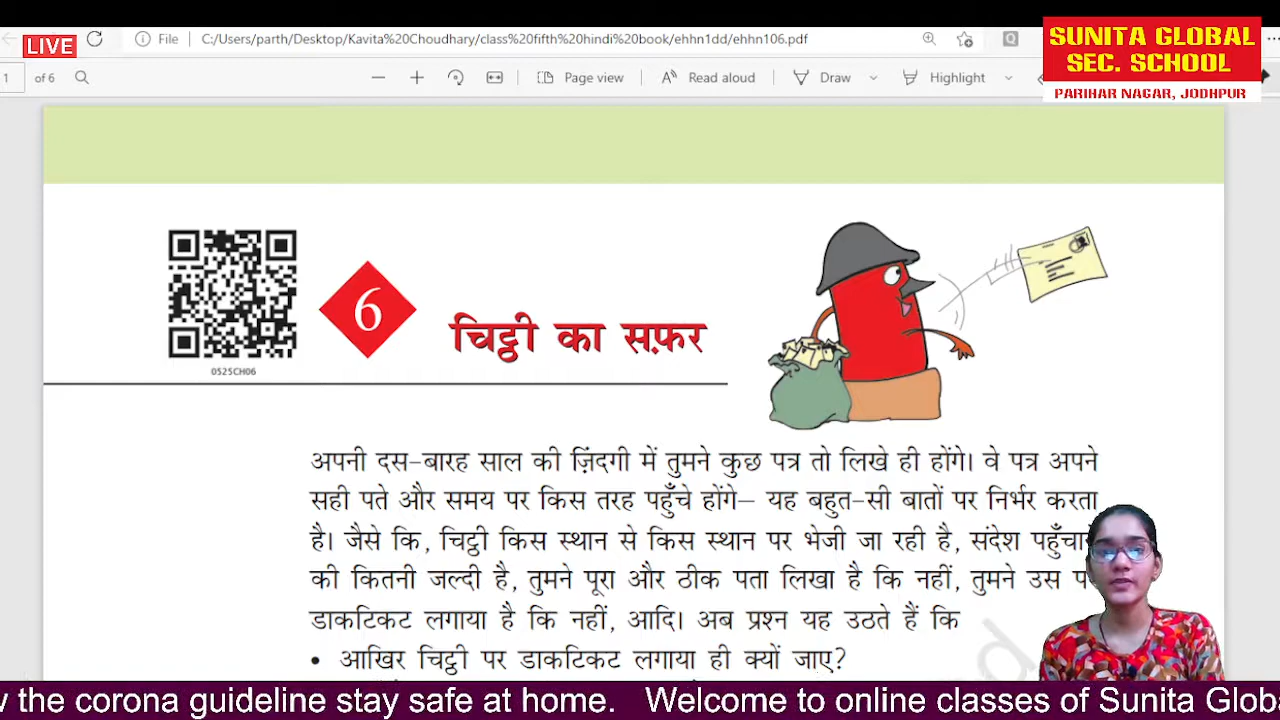 LIVE
File C:/Users/parth/Desktop/kavita%20Choudhary/class%20fifth%20hindi%20book/ehhn1dd/ehhn106.pdf
SUNITA GLOBAL
SEC. SCHOOL
PARIHAR NAGAR, JODHPUR
1 of 6 Page view Read aloud Draw Highlight
6
चिट्ठी का सफ़र
0525CH06
अपनी दस-बारह साल की ज़िंदगी में तुमने कुछ पत्र तो लिखे ही होंगे। वे पत्र अपने
सही पते और समय पर किस तरह पहुँचे होंगे– यह बहुत-सी बातों पर निर्भर करता
है। जैसे कि, चिट्ठी किस स्थान से किस स्थान पर भेजी जा रही है, संदेश
की कितनी जल्दी है, तुमने पूरा और ठीक पता लिखा है कि नहीं, तुमने उस
डाकटिकट लगाया है कि नहीं, आदि। अब प्रश्न यह उठते हैं कि
• आखिर चिट्ठी पर डाकटिकट लगाया ही क्यों जाए?
the corona guideline stay safe at home. Welcome to online classes of Sunita